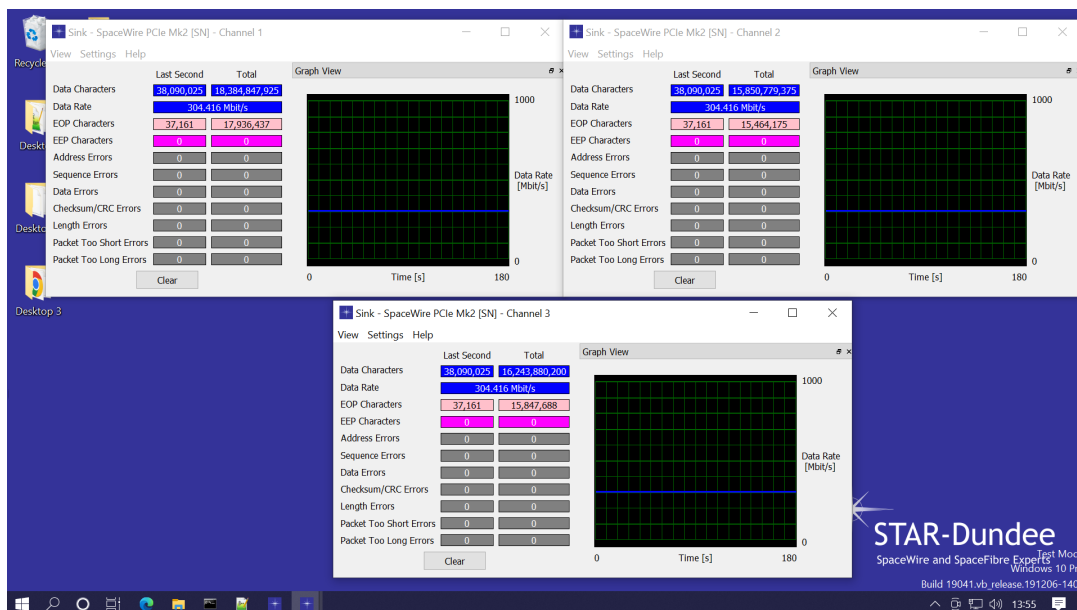 Recycle
Deskt
Deskto
Desktop 3
Sink - SpaceWire PCIe Mk2 [SN] - Channel 1
View Settings Help
Last Second Total
Data Characters 38,090,025 18,384,847,925
Data Rate 304.416 Mbit/s
EOP Characters 37,161 17,936,437
EEP Characters 0 0
Address Errors 0 0
Sequence Errors 0 0
Data Errors 0 0
Checksum/CRC Errors 0 0
Length Errors 0 0
Packet Too Short Errors 0 0
Packet Too Long Errors 0 0
Clear
Graph View
1000
Data Rate
[Mbit/s]
0
0 Time [s] 180
Sink - SpaceWire PCIe Mk2 [SN] - Channel 2
View Settings Help
Last Second Total
Data Characters 38,090,025 15,850,779,375
Data Rate 304.416 Mbit/s
EOP Characters 37,161 15,464,175
EEP Characters 0 0
Address Errors 0 0
Sequence Errors 0 0
Data Errors 0 0
Checksum/CRC Errors 0 0
Length Errors 0 0
Packet Too Short Errors 0 0
Packet Too Long Errors 0 0
Clear
Graph View
1000
Data Rate
[Mbit/s]
0
0 Time [s] 180
Sink - SpaceWire PCIe Mk2 [SN] - Channel 3
View Settings Help
Last Second Total
Data Characters 38,090,025 16,243,880,200
Data Rate 304.416 Mbit/s
EOP Characters 37,161 15,847,688
EEP Characters 0 0
Address Errors 0 0
Sequence Errors 0 0
Data Errors 0 0
Checksum/CRC Errors 0 0
Length Errors 0 0
Packet Too Short Errors 0 0
Packet Too Long Errors 0 0
Clear
Graph View
1000
Data Rate
[Mbit/s]
0
0 Time [s] 180
STAR-Dundee
SpaceWire and SpaceFibre Experts
Test Mod
Windows 10 Pr
Build 19041.vb_release.191206-140
13:55